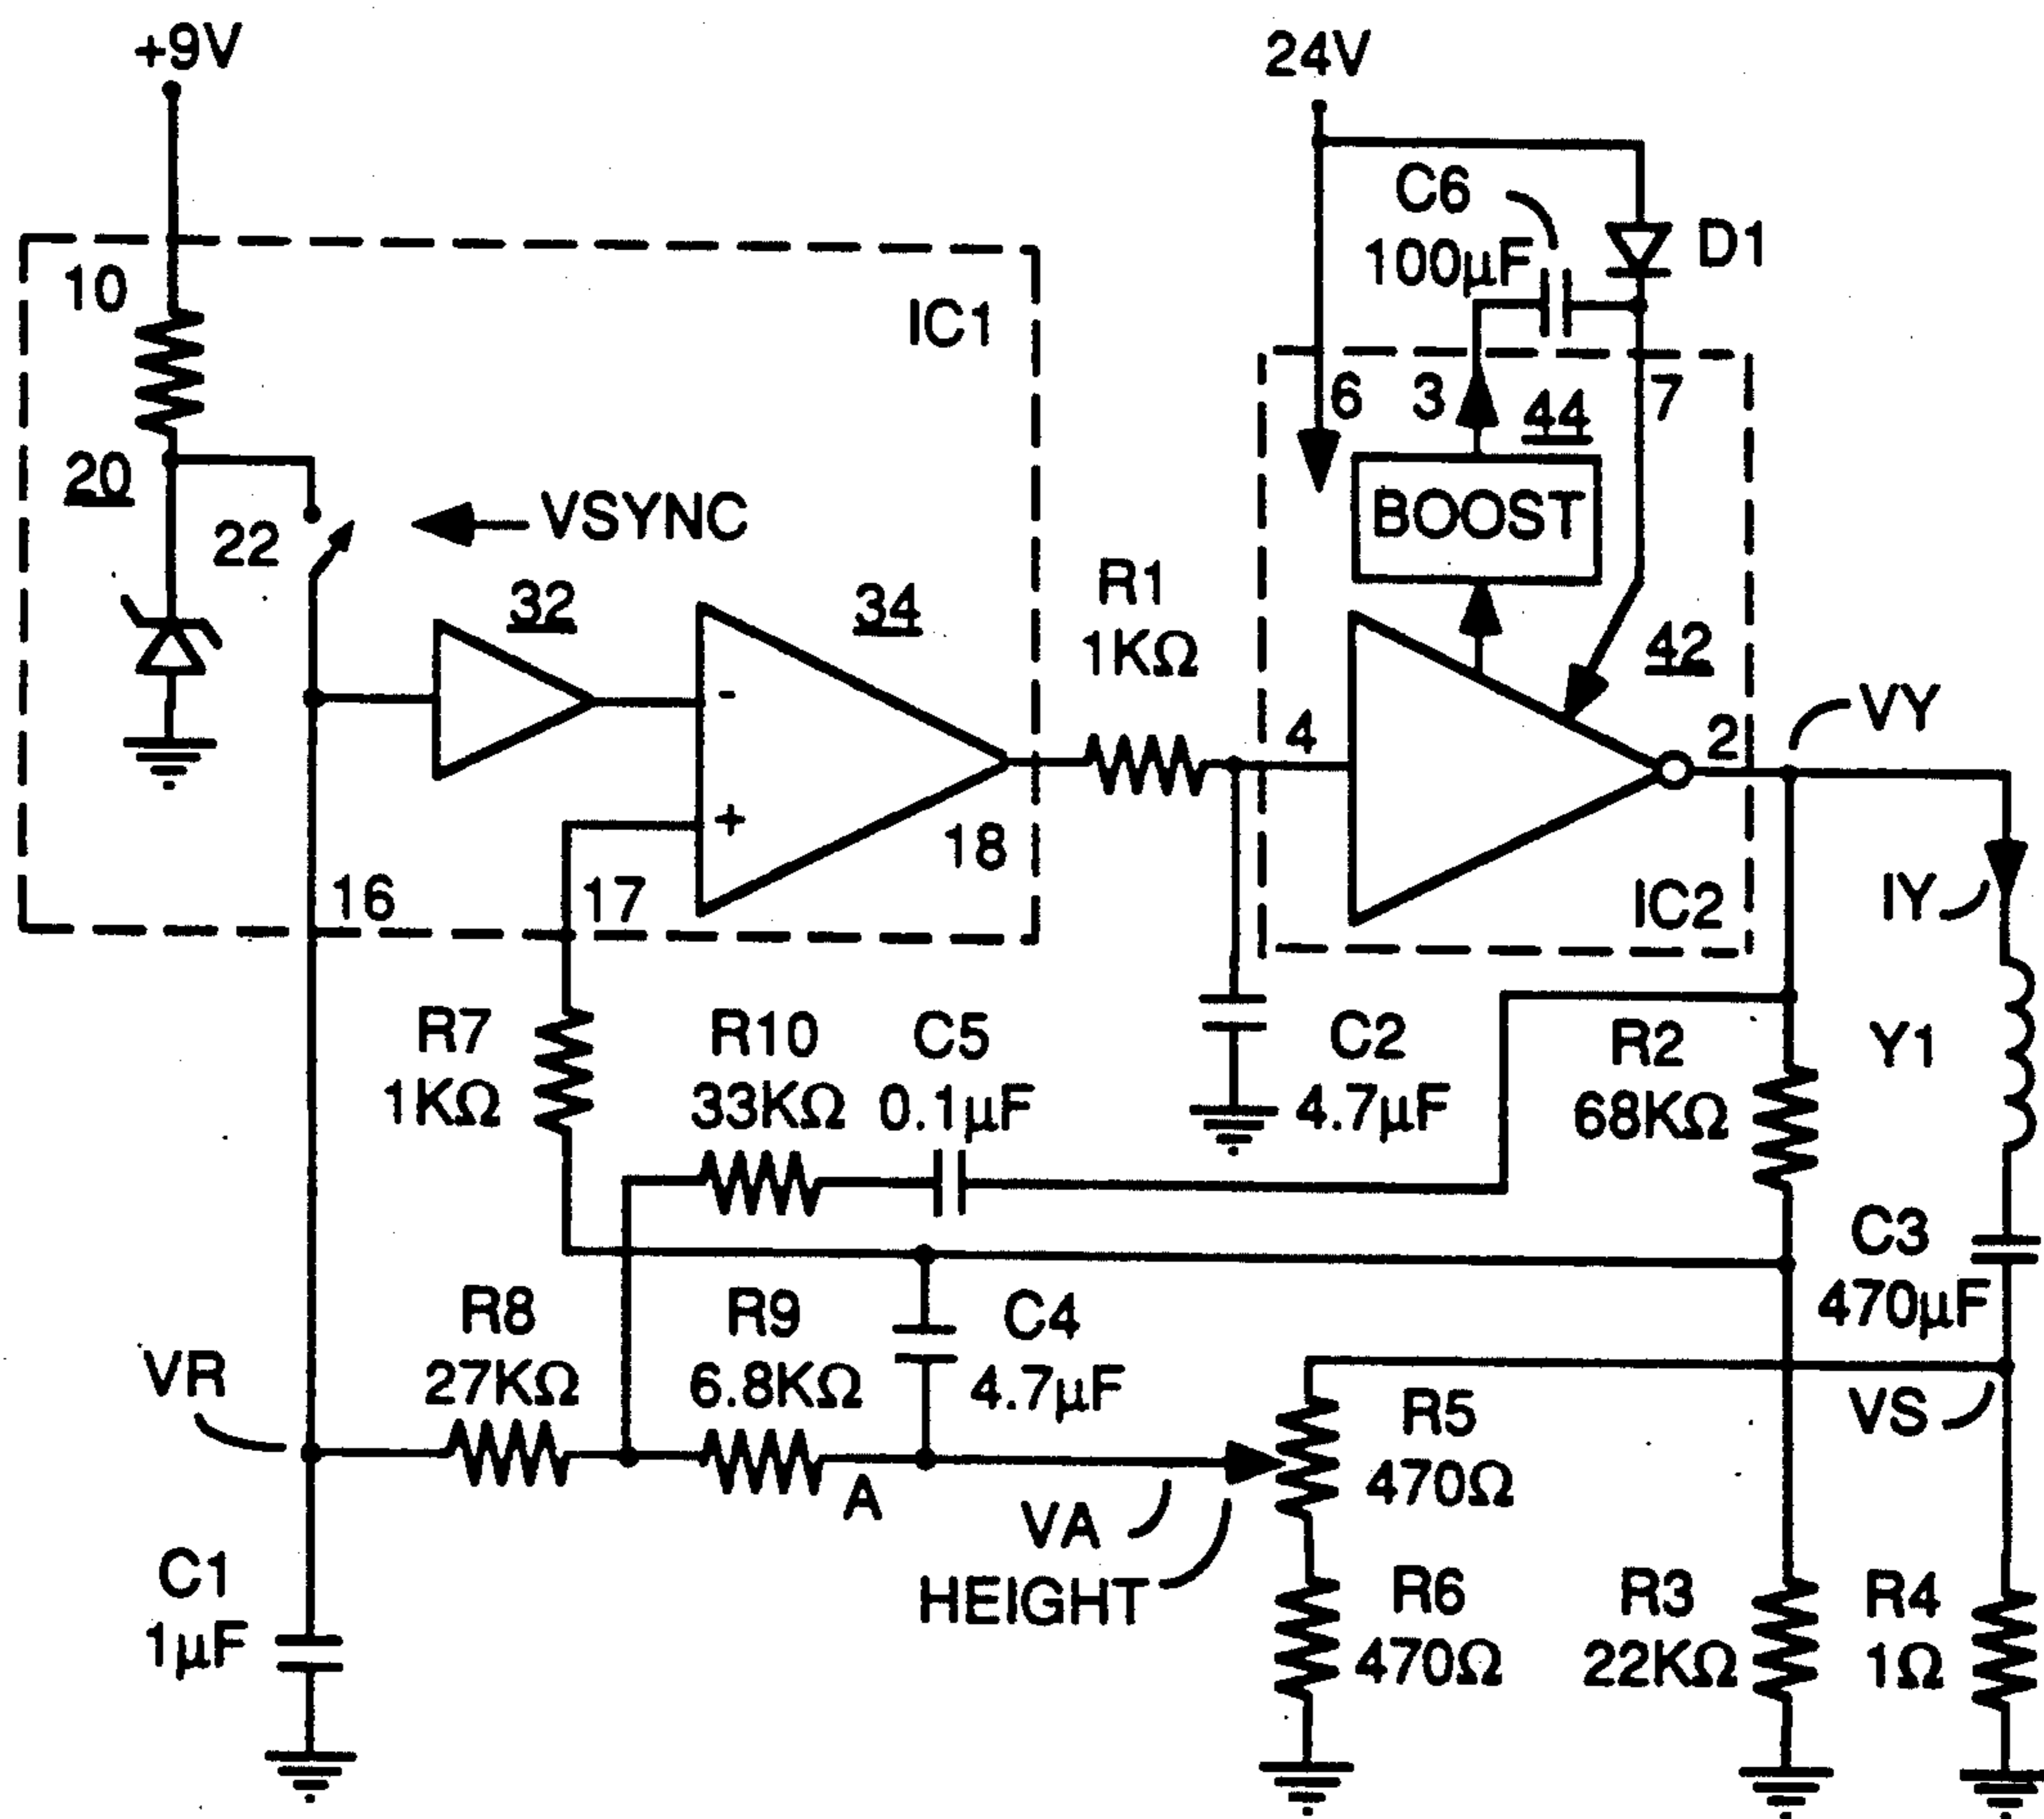 +9V
24V
C6
100µF
D1
10
IC1
6
3
44
7
20
22
VSYNC
BOOST
32
34
R1
1KΩ
42
-
+
4
2
VY
18
16
17
IC2
IY
R7
1KΩ
R10
33KΩ
C5
0.1µF
C2
4.7µF
R2
68KΩ
Y1
C3
470µF
VR
R8
27KΩ
R9
6.8KΩ
C4
4.7µF
R5
470Ω
VS
A
VA
HEIGHT
C1
1µF
R6
470Ω
R3
22KΩ
R4
1Ω